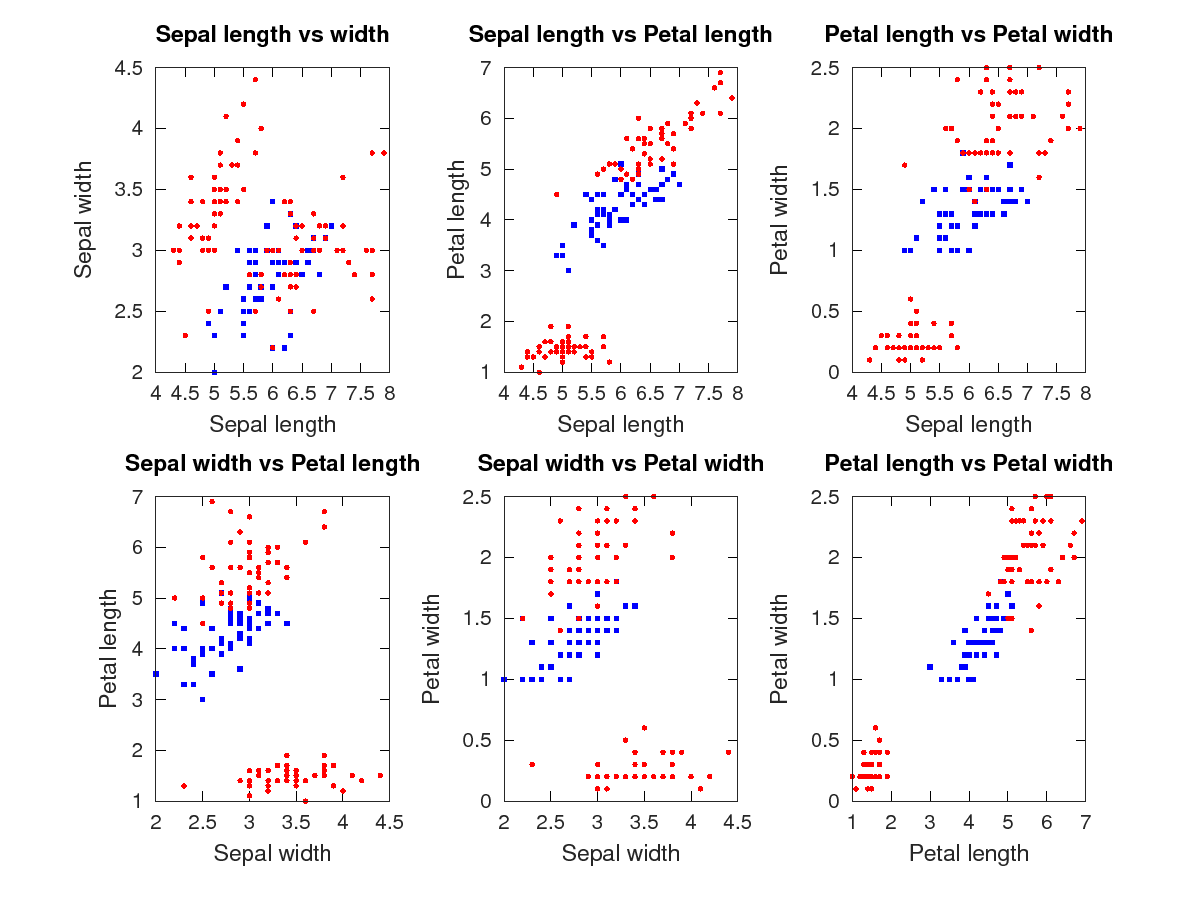 Sepal length vs width
4.5
4
3.5
3
2.5
2
Sepal width
4 4.5 5 5.5 6 6.5 7 7.5 8
Sepal length
Sepal length vs Petal length
7
6
5
4
3
2
1
Petal length
4 4.5 5 5.5 6 6.5 7 7.5 8
Sepal length
Petal length vs Petal width
2.5
2
1.5
1
0.5
0
Petal width
4 4.5 5 5.5 6 6.5 7 7.5 8
Sepal length
Sepal width vs Petal length
7
6
5
4
3
2
1
Petal length
2 2.5 3 3.5 4 4.5
Sepal width
Sepal width vs Petal width
2.5
2
1.5
1
0.5
0
Petal width
2 2.5 3 3.5 4 4.5
Sepal width
Petal length vs Petal width
2.5
2
1.5
1
0.5
0
Petal width
1 2 3 4 5 6 7
Petal length